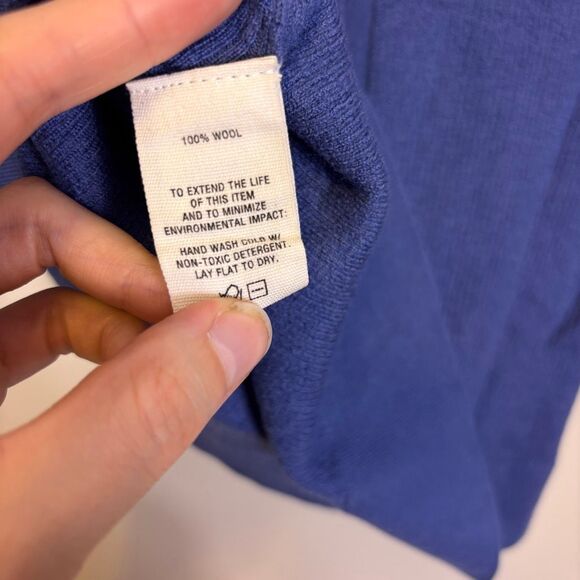 100% WOOL
TO EXTEND THE LIFE
OF THIS ITEM
AND TO MINIMIZE
ENVIRONMENTAL IMPACT:
HAND WASH COLD W/
NON-TOXIC DETERGENT.
LAY FLAT TO DRY.